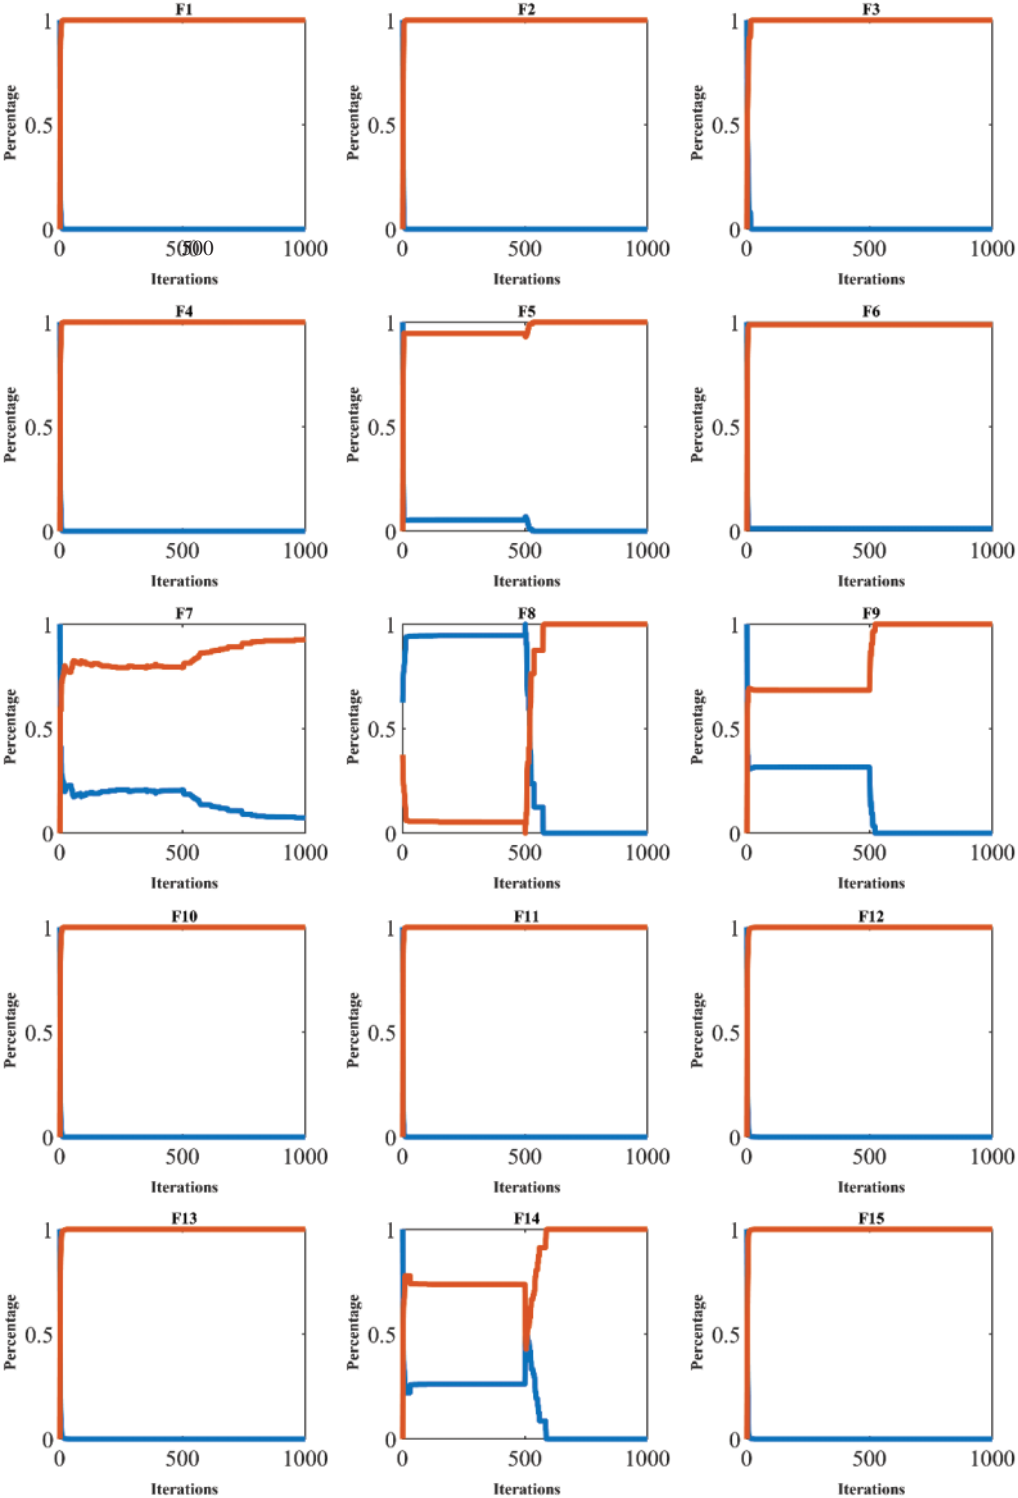 F1 F2 F3
1 1 1
Percentage Percentage Percentage
0.5 0.5 0.5
0 0 0
0 500 500 1000 0 500 1000 0 500 1000
Iterations Iterations Iterations
F4 F5 F6
1 1 1
Percentage Percentage Percentage
0.5 0.5 0.5
0 0 0
0 500 1000 0 500 1000 0 500 1000
Iterations Iterations Iterations
F7 F8 F9
1 1 1
Percentage Percentage Percentage
0.5 0.5 0.5
0 0 0
0 500 1000 0 500 1000 0 500 1000
Iterations Iterations Iterations
F10 F11 F12
1 1 1
Percentage Percentage Percentage
0.5 0.5 0.5
0 0 0
0 500 1000 0 500 1000 0 500 1000
Iterations Iterations Iterations
F13 F14 F15
1 1 1
Percentage Percentage Percentage
0.5 0.5 0.5
0 0 0
0 500 1000 0 500 1000 0 500 1000
Iterations Iterations Iterations